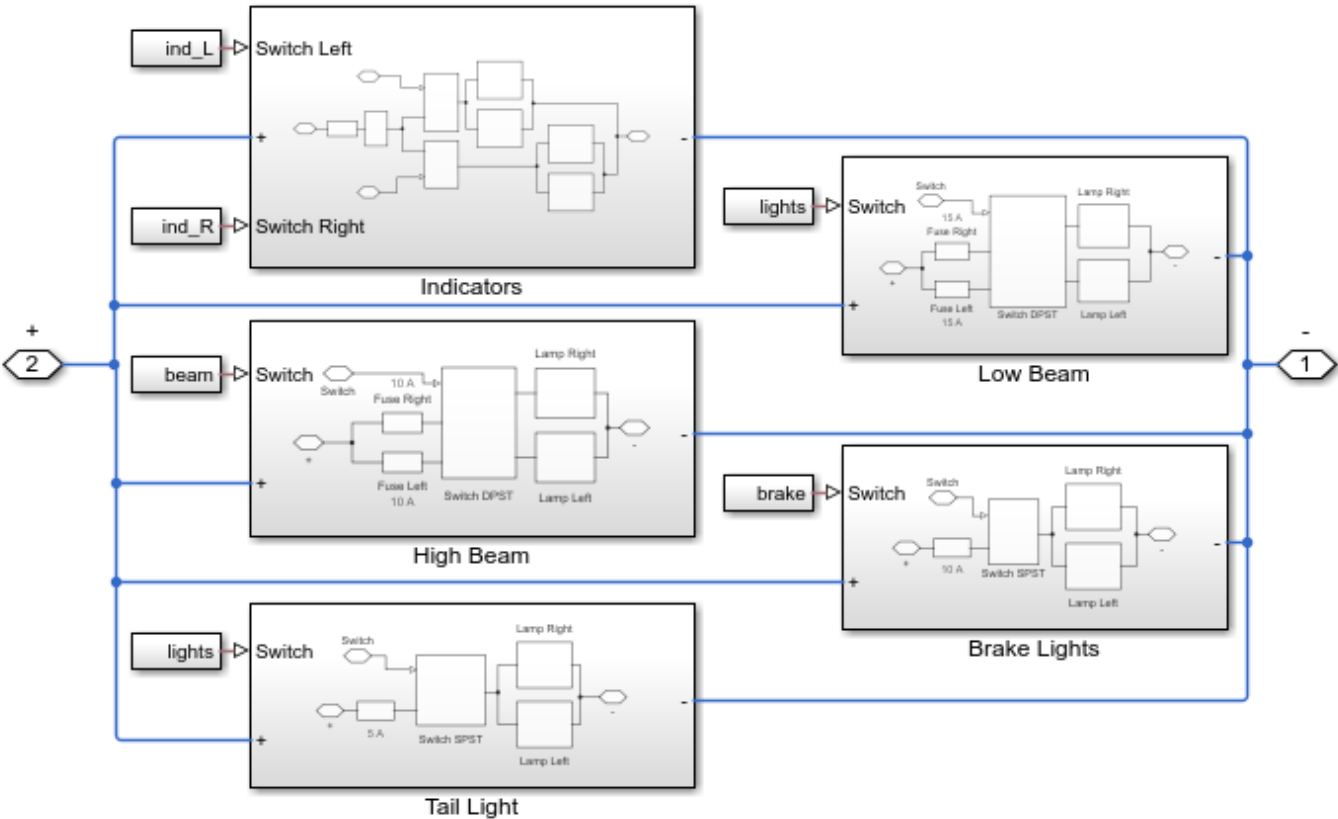 ind_L
Switch Left
+
-
ind_R
Switch Right
Indicators
lights
Switch
Switch
15 A
Fuse Right
Lamp Right
+
-
Fuse Left
15 A
Switch DPST
Lamp Left
+
-
Low Beam
+
2
-
1
beam
Switch
Switch
10 A
Fuse Right
Lamp Right
+
-
Fuse Left
10 A
Switch DPST
Lamp Left
+
-
High Beam
brake
Switch
Switch
Lamp Right
+
-
10 A
Switch SPST
Lamp Left
+
-
Brake Lights
lights
Switch
Switch
Lamp Right
+
-
5 A
Switch SPST
Lamp Left
+
-
Tail Light